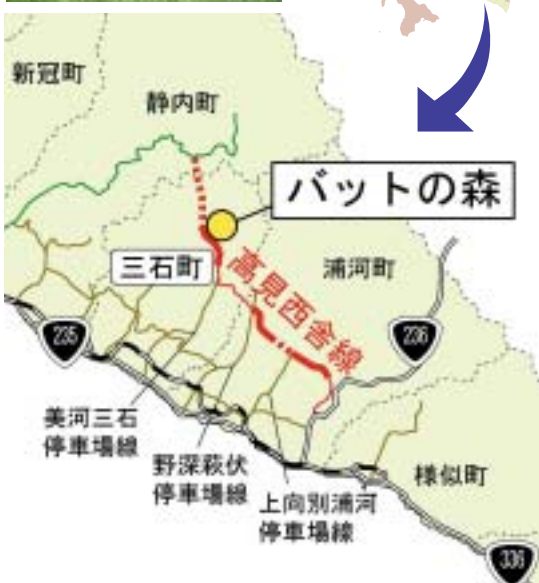 新冠町
静内町
バットの森
三石町
高見西舎線
浦河町
235
236
美河三石
停車場線
野深萩伏
停車場線
上向別浦河
停車場線
様似町
336